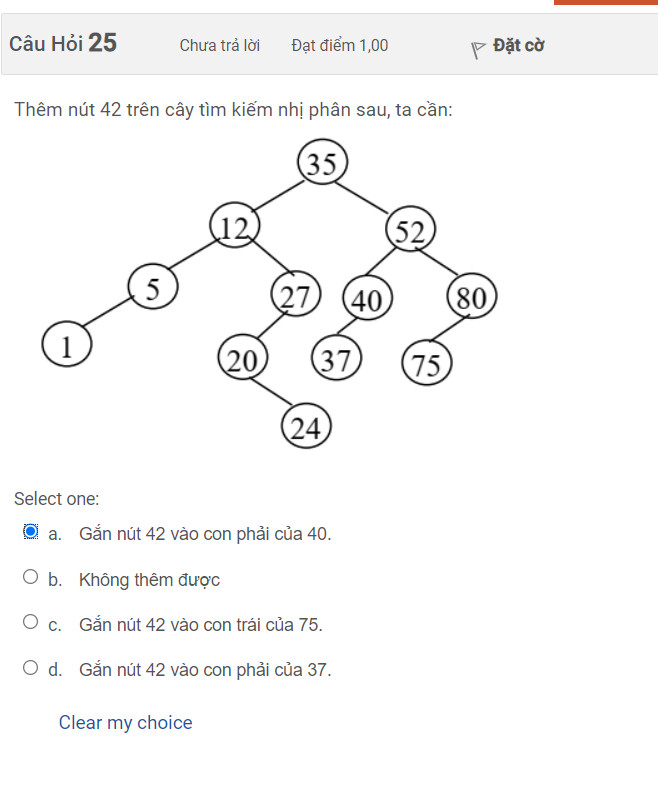 Câu Hỏi 25 Chưa trả lời Đạt điểm 1,00 Đặt cờ
Thêm nút 42 trên cây tìm kiếm nhị phân sau, ta cần:
35
12 52
5 27 40 80
1 20 37 75
24
Select one:
a. Gắn nút 42 vào con phải của 40.
b. Không thêm được
c. Gắn nút 42 vào con trái của 75.
d. Gắn nút 42 vào con phải của 37.
Clear my choice